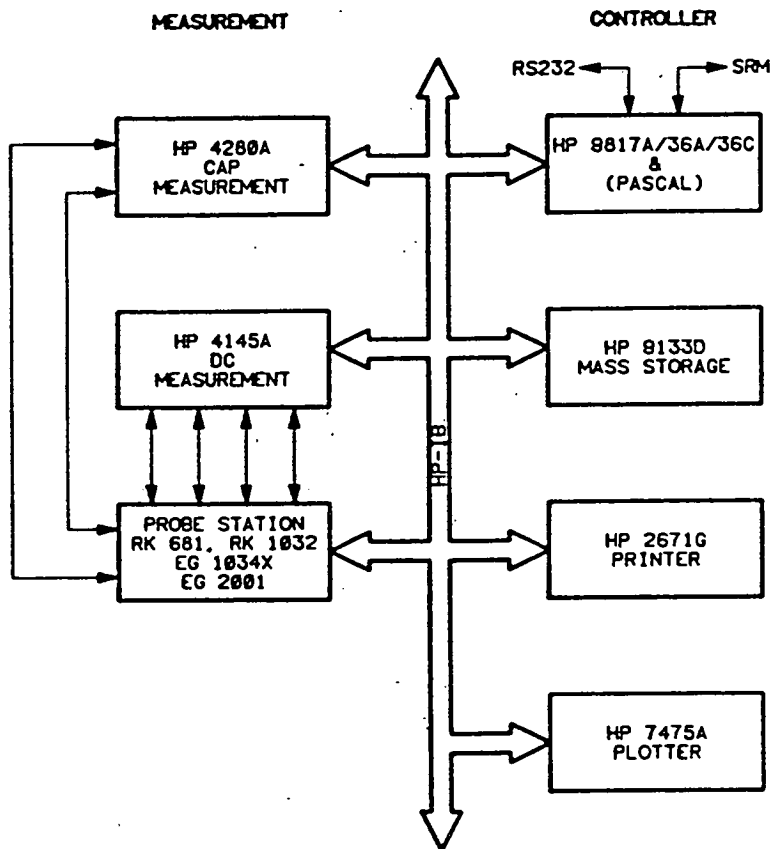 MEASUREMENT
CONTROLLER
RS232
SRM
HP 4280A
CAP
MEASUREMENT
HP 9817A/36A/36C
&
(PASCAL)
HP 4145A
DC
MEASUREMENT
HP 9133D
MASS STORAGE
HP-IB
PROBE STATION
RK 681, RK 1032
EG 1034X
EG 2001
HP 2671G
PRINTER
HP 7475A
PLOTTER